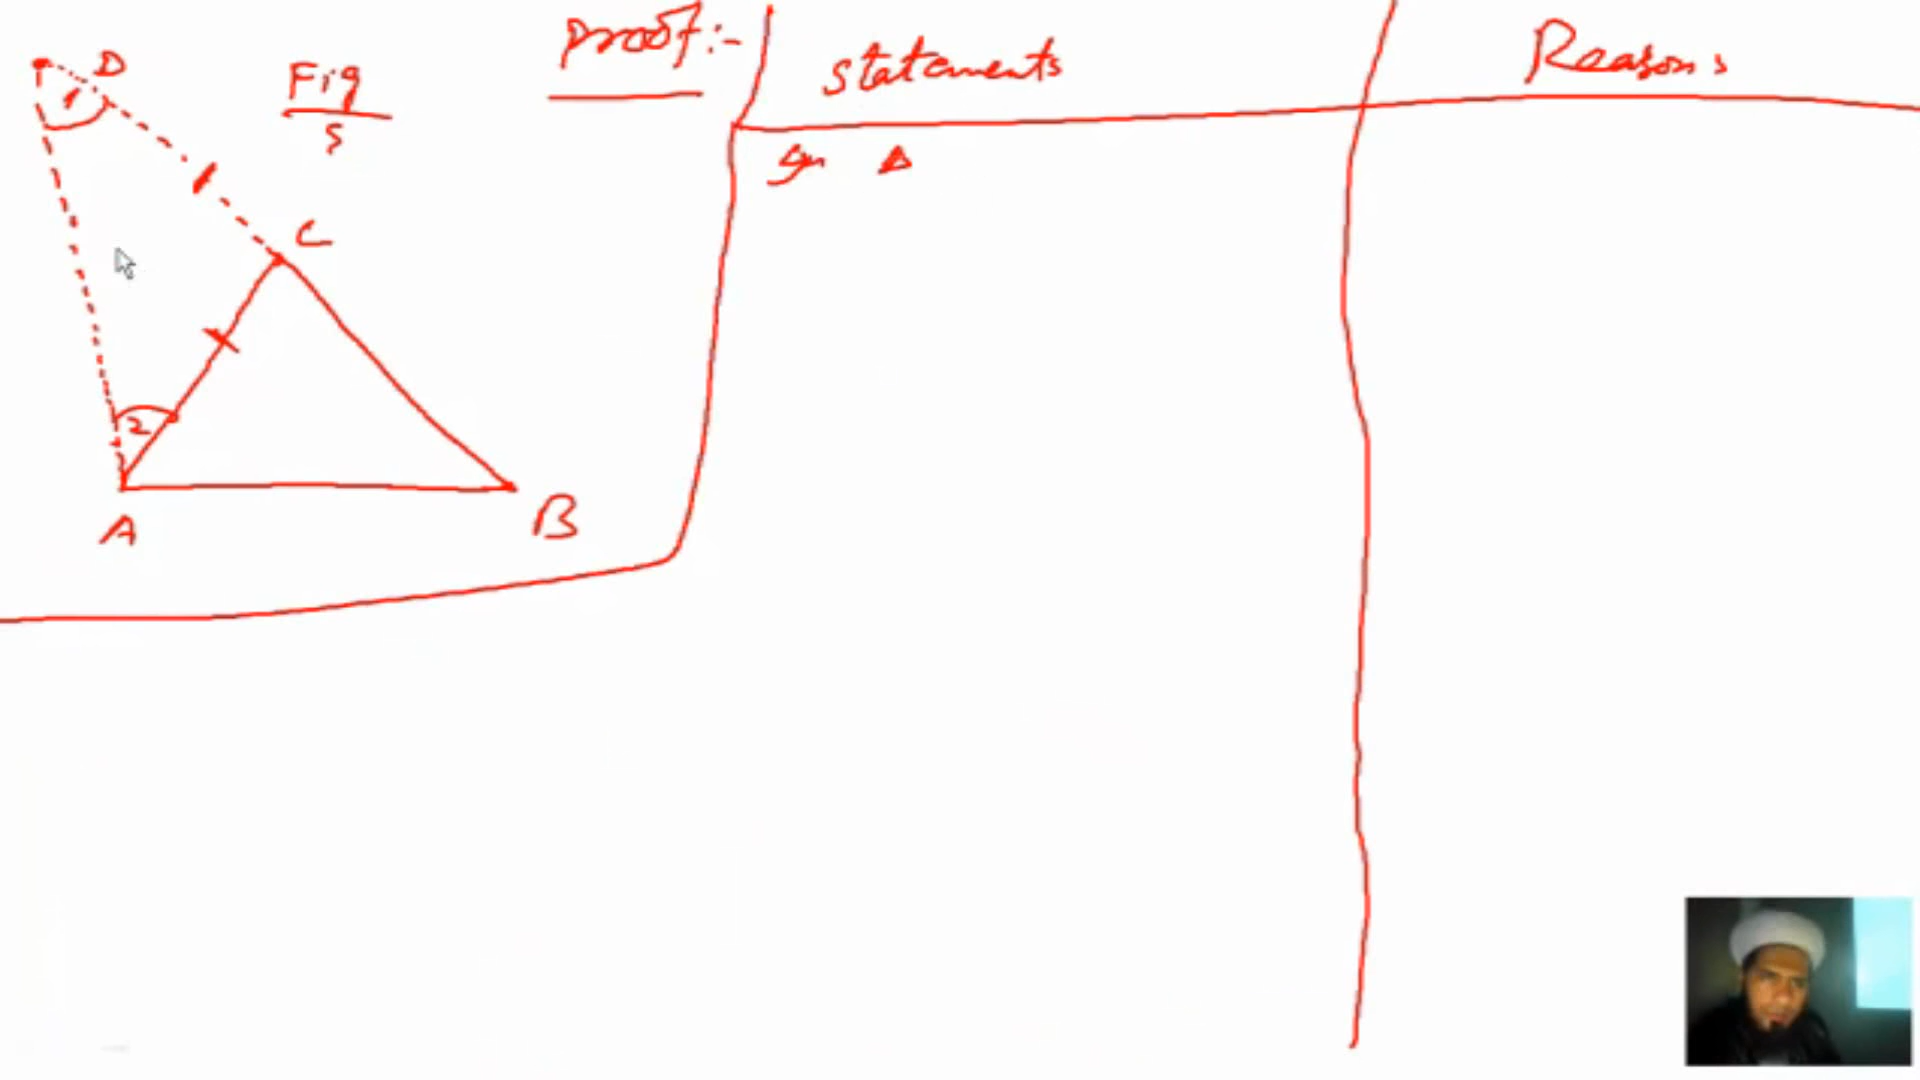 D
1
Fig
5
C
2
A
B
Proof:-
Statements
Reasons
In Δ